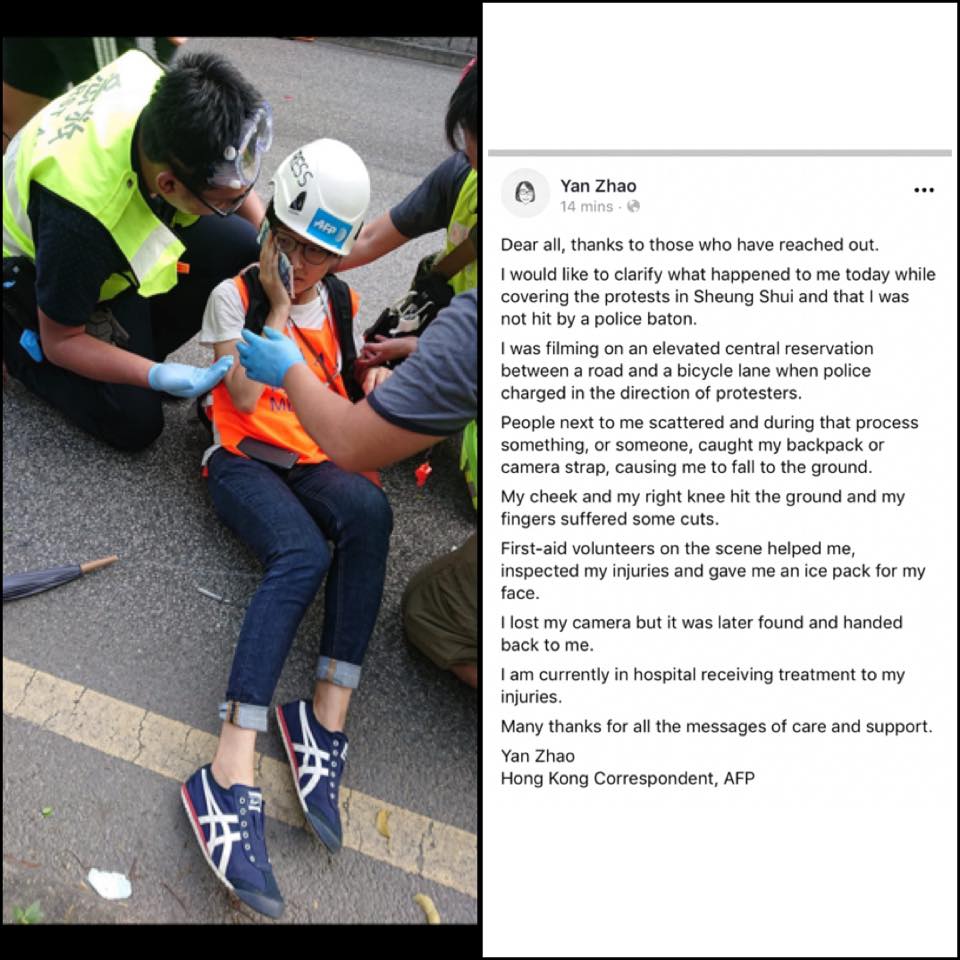 急救
RESS
AFP
Yan Zhao
14 mins ·
Dear all, thanks to those who have reached out.
I would like to clarify what happened to me today while
covering the protests in Sheung Shui and that I was
not hit by a police baton.
I was filming on an elevated central reservation
between a road and a bicycle lane when police
charged in the direction of protesters.
People next to me scattered and during that process
something, or someone, caught my backpack or
camera strap, causing me to fall to the ground.
My cheek and my right knee hit the ground and my
fingers suffered some cuts.
First-aid volunteers on the scene helped me,
inspected my injuries and gave me an ice pack for my
face.
I lost my camera but it was later found and handed
back to me.
I am currently in hospital receiving treatment to my
injuries.
Many thanks for all the messages of care and support.
Yan Zhao
Hong Kong Correspondent, AFP